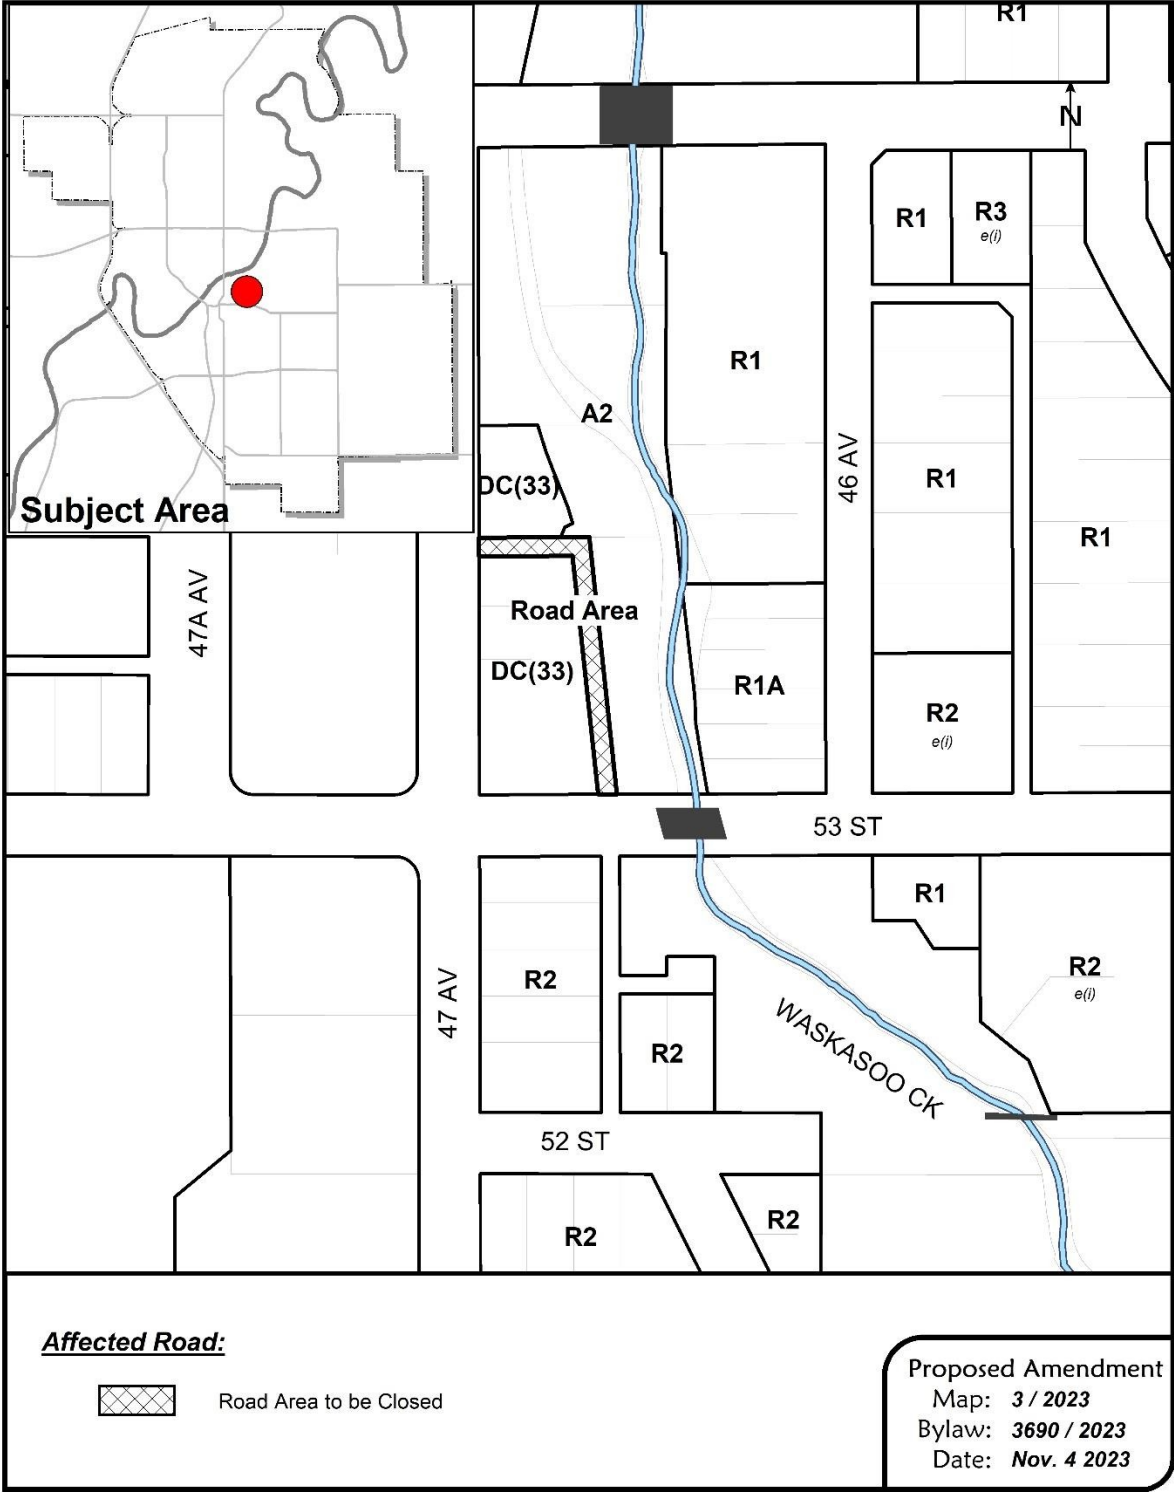 R1
N
R1
R3
e(i)
R1
A2
46 AV
R1
DC(33)
Subject Area
R1
47A AV
Road Area
DC(33)
R1A
R2
e(i)
53 ST
R1
R2
e(i)
R2
47 AV
WASKASOO CK
R2
52 ST
R2
R2
Affected Road:
Road Area to be Closed
Proposed Amendment
Map: 3 / 2023
Bylaw: 3690 / 2023
Date: Nov. 4 2023